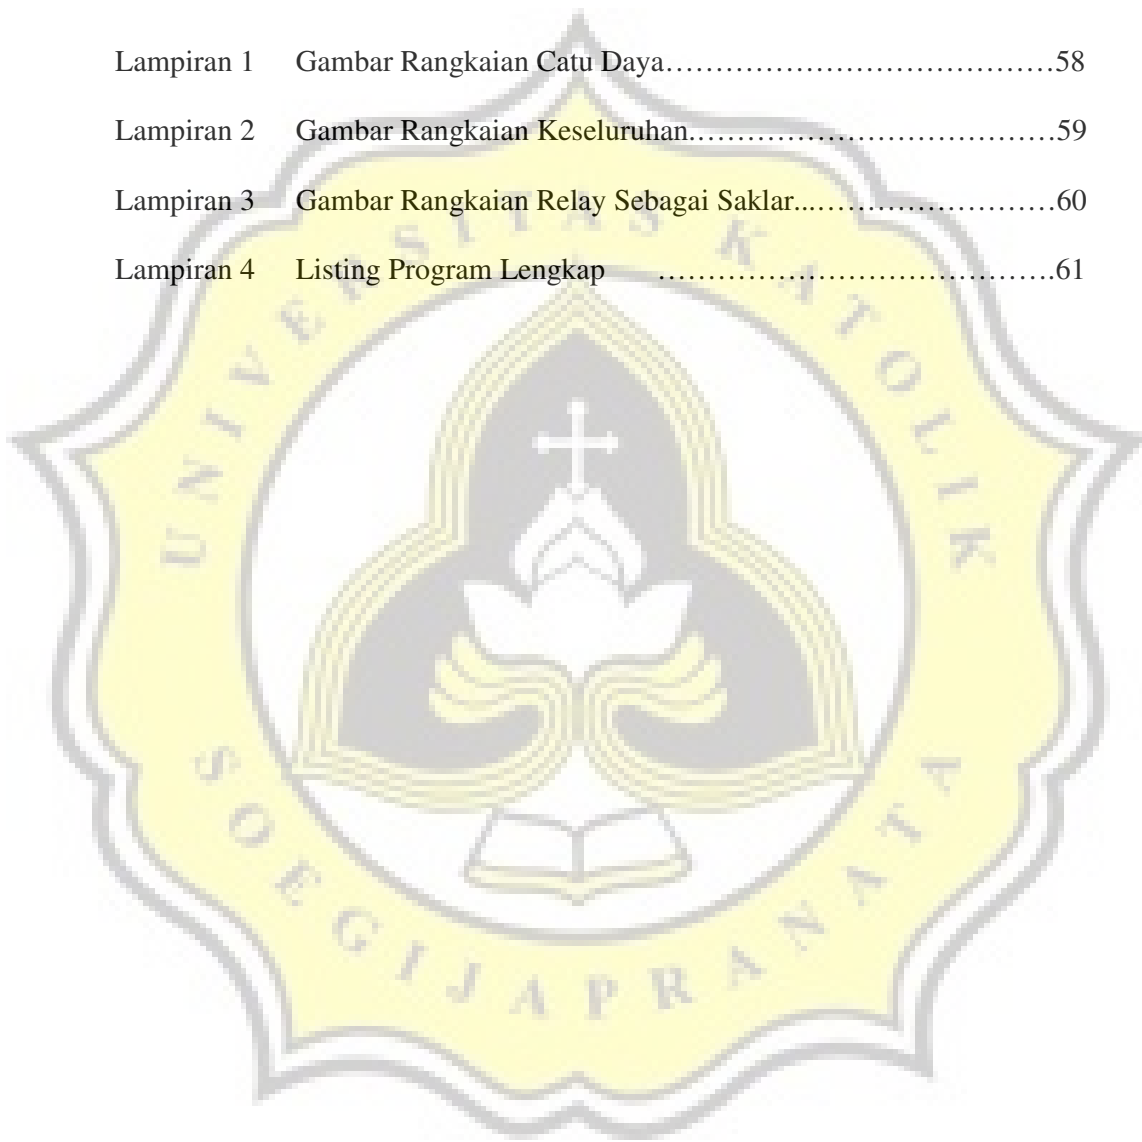 Lampiran 1 Gambar Rangkaian Catu Daya.......................................58
Lampiran 2 Gambar Rangkaian Keseluruhan.....................................59
Lampiran 3 Gambar Rangkaian Relay Sebagai Saklar..........................60
Lampiran 4 Listing Program Lengkap .......................................61
UNIVERSITAS KATOLIK
SOEGIJAPRANATA